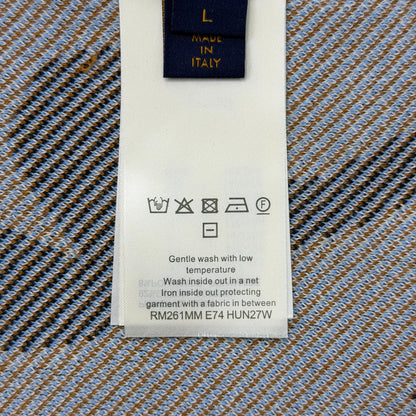 L
MADE
IN
ITALY
F
Gentle wash with low
temperature
Wash inside out in a net
Iron inside out protecting
garment with a fabric in between
RM261MM E74 HUN27W